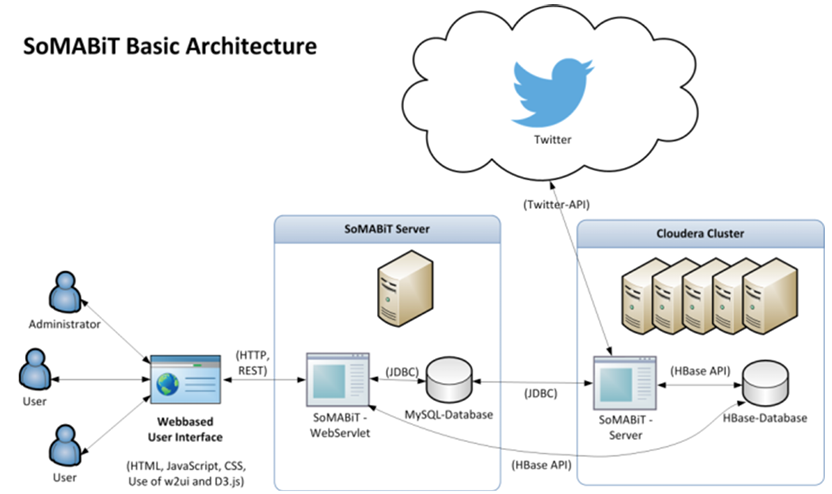 SoMABiT Basic Architecture
Twitter
(Twitter-API)
SoMABiT Server
Cloudera Cluster
Administrator
User
User
Webbased
User Interface
(HTML, JavaScript, CSS,
Use of w2ui and D3.js)
(HTTP,
REST)
SoMABiT -
WebServlet
(JDBC)
MySQL-Database
(JDBC)
SoMABiT -
Server
(HBase API)
HBase-Database
(HBase API)